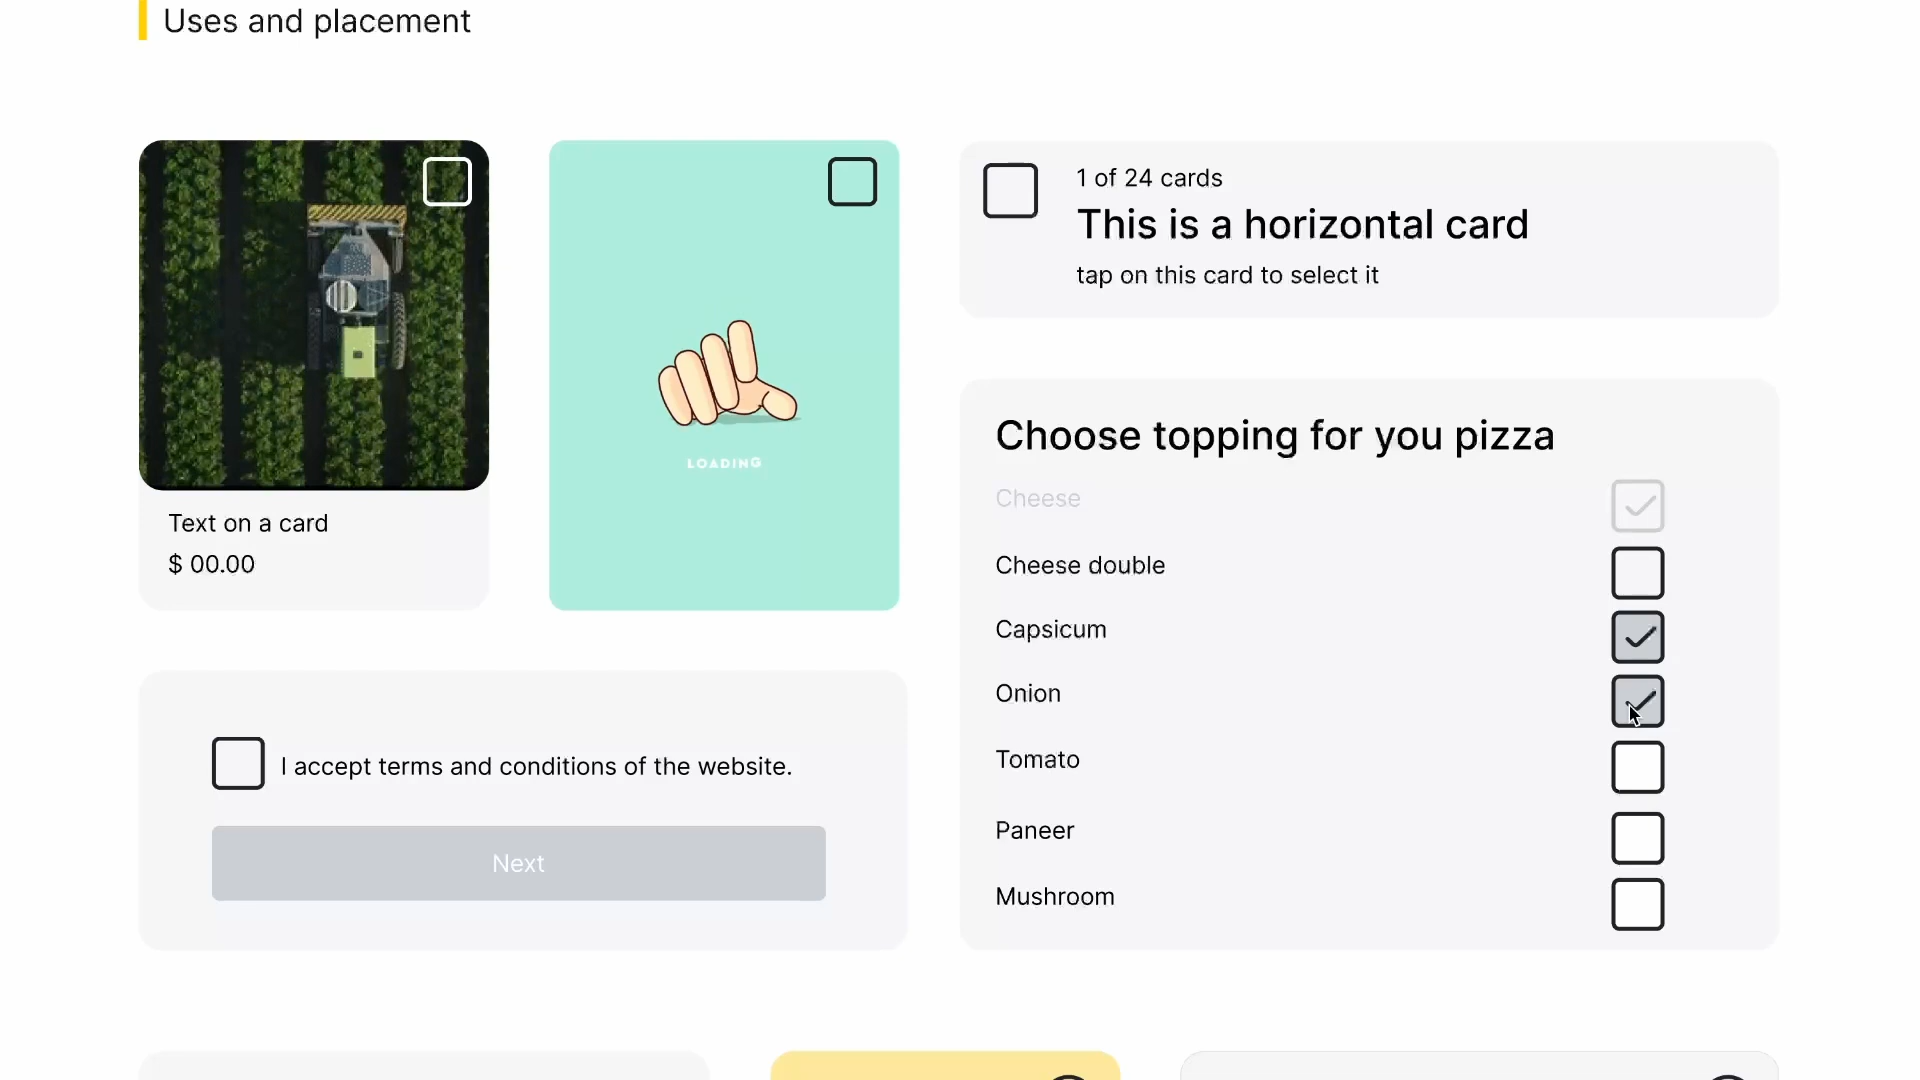 Uses and placement
Text on a card
$ 00.00
LOADING
1 of 24 cards
This is a horizontal card
tap on this card to select it
Choose topping for you pizza
Cheese
Cheese double
Capsicum
Onion
Tomato
Paneer
Mushroom
I accept terms and conditions of the website.
Next